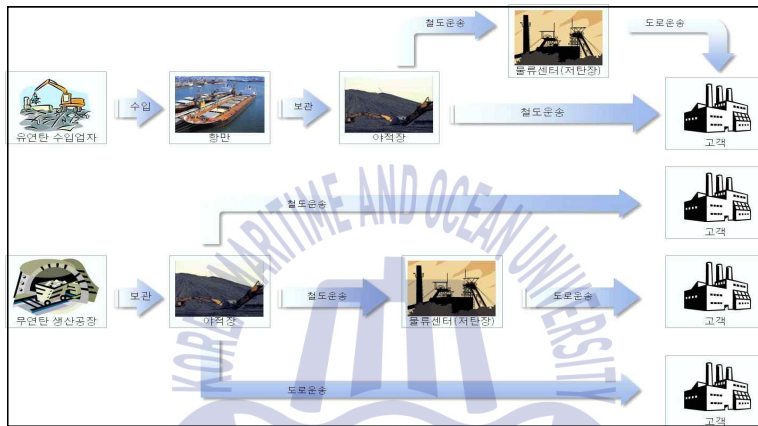 철도운송
물류센터(저탄장)
도로운송
유연탄 수입업자
수입
항만
보관
야적장
철도운송
고객
철도운송
고객
무연탄 생산공장
보관
야적장
철도운송
물류센터(저탄장)
도로운송
고객
도로운송
고객
KOREA MARITIME AND OCEAN UNIVERSITY